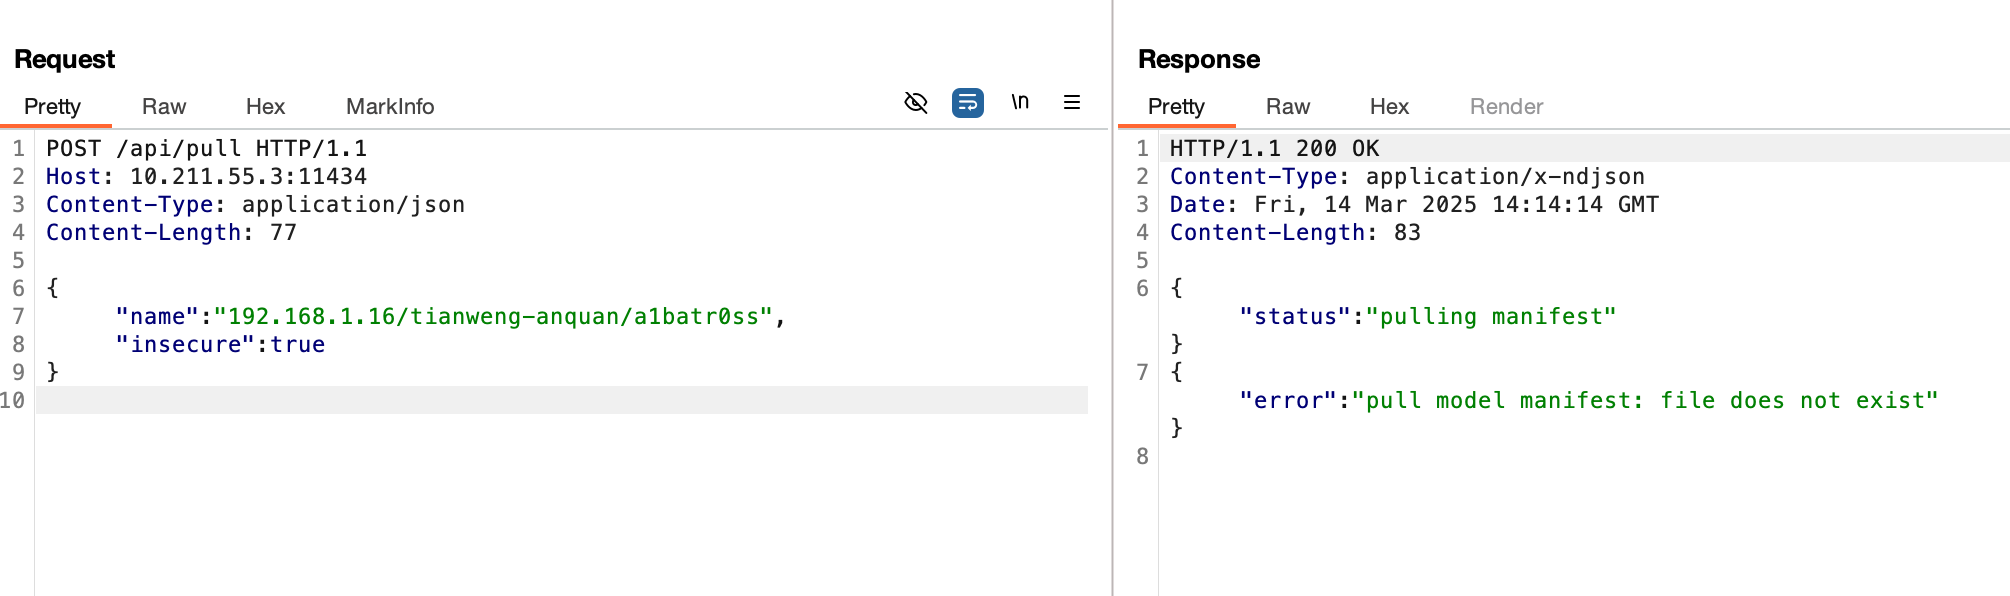 Request
Pretty Raw Hex MarkInfo \n
1 POST /api/pull HTTP/1.1
2 Host: 10.211.55.3:11434
3 Content-Type: application/json
4 Content-Length: 77
5
6 {
7 "name":"192.168.1.16/tianweng-anquan/a1batr0ss",
8 "insecure":true
9 }
10
Response
Pretty Raw Hex Render
1 HTTP/1.1 200 OK
2 Content-Type: application/x-ndjson
3 Date: Fri, 14 Mar 2025 14:14:14 GMT
4 Content-Length: 83
5
6 {
"status":"pulling manifest"
}
7 {
"error":"pull model manifest: file does not exist"
}
8